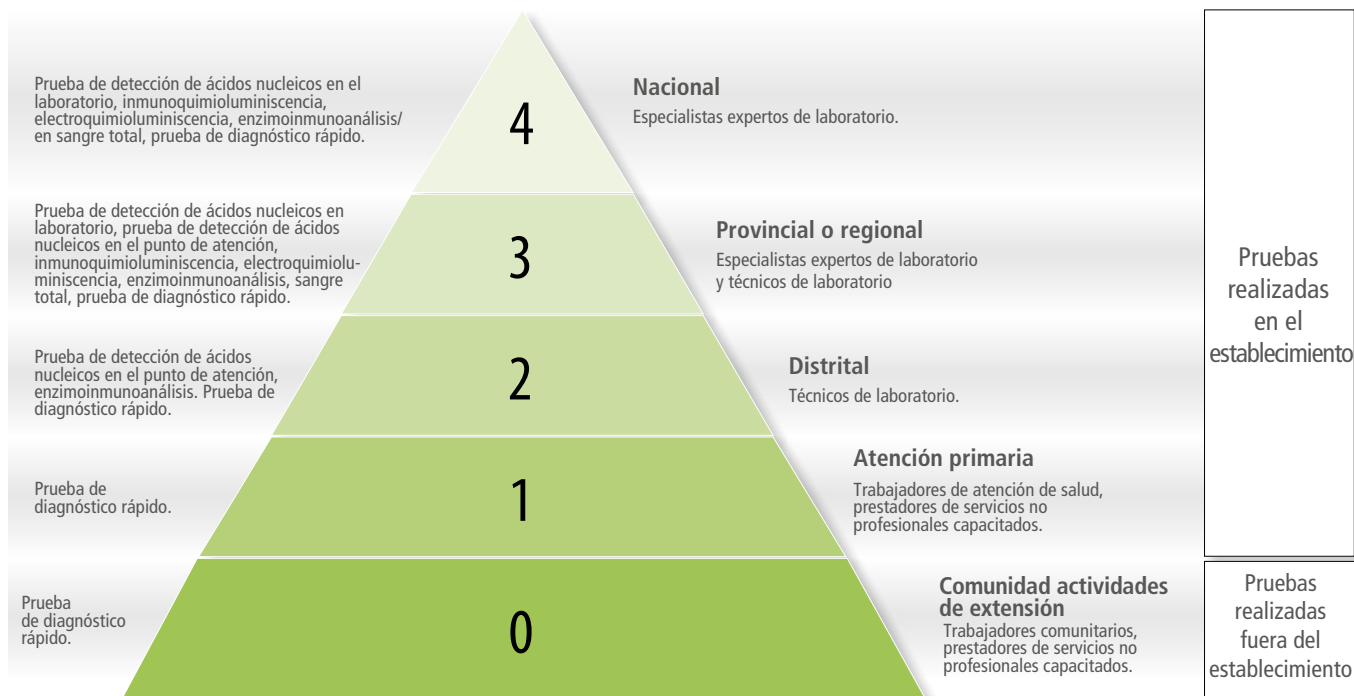 Prueba de detección de ácidos nucleicos en el
laboratorio, inmunoquimioluminiscencia,
electroquimioluminiscencia, enzimoinmunoanálisis/
en sangre total, prueba de diagnóstico rápido.
4
Nacional
Especialistas expertos de laboratorio.
Prueba de detección de ácidos nucleicos en
laboratorio, prueba de detección de ácidos
nucleicos en el punto de atención,
inmunoquimioluminiscencia, electroquimiolu-
miniscencia, enzimoinmunoanálisis, sangre
total, prueba de diagnóstico rápido.
3
Provincial o regional
Especialistas expertos de laboratorio
y técnicos de laboratorio
Prueba de detección de ácidos
nucleicos en el punto de atención,
enzimoinmunoanálisis. Prueba de
diagnóstico rápido.
2
Distrital
Técnicos de laboratorio.
Prueba de
diagnóstico rápido.
1
Atención primaria
Trabajadores de atención de salud,
prestadores de servicios no
profesionales capacitados.
Pruebas
realizadas
en el
establecimiento
Prueba
de diagnóstico
rápido.
0
Comunidad actividades
de extensión
Trabajadores comunitarios,
prestadores de servicios no
profesionales capacitados.
Pruebas
realizadas
fuera del
establecimiento